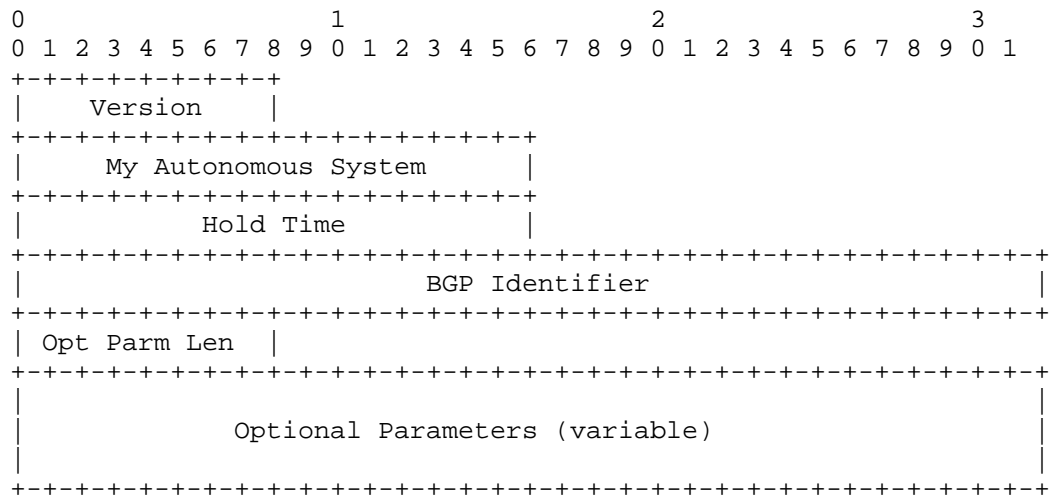 0                   1                   2                   3
0 1 2 3 4 5 6 7 8 9 0 1 2 3 4 5 6 7 8 9 0 1 2 3 4 5 6 7 8 9 0 1
+-+-+-+-+-+-+-+-+
|    Version    |
+-+-+-+-+-+-+-+-+-+-+-+-+-+-+-+-+
|     My Autonomous System      |
+-+-+-+-+-+-+-+-+-+-+-+-+-+-+-+-+
|           Hold Time           |
+-+-+-+-+-+-+-+-+-+-+-+-+-+-+-+-+-+-+-+-+-+-+-+-+-+-+-+-+-+-+-+-+
|                         BGP Identifier                        |
+-+-+-+-+-+-+-+-+-+-+-+-+-+-+-+-+-+-+-+-+-+-+-+-+-+-+-+-+-+-+-+-+
| Opt Parm Len  |
+-+-+-+-+-+-+-+-+-+-+-+-+-+-+-+-+-+-+-+-+-+-+-+-+-+-+-+-+-+-+-+-+
|                                                               |
|             Optional Parameters (variable)                    |
|                                                               |
+-+-+-+-+-+-+-+-+-+-+-+-+-+-+-+-+-+-+-+-+-+-+-+-+-+-+-+-+-+-+-+-+